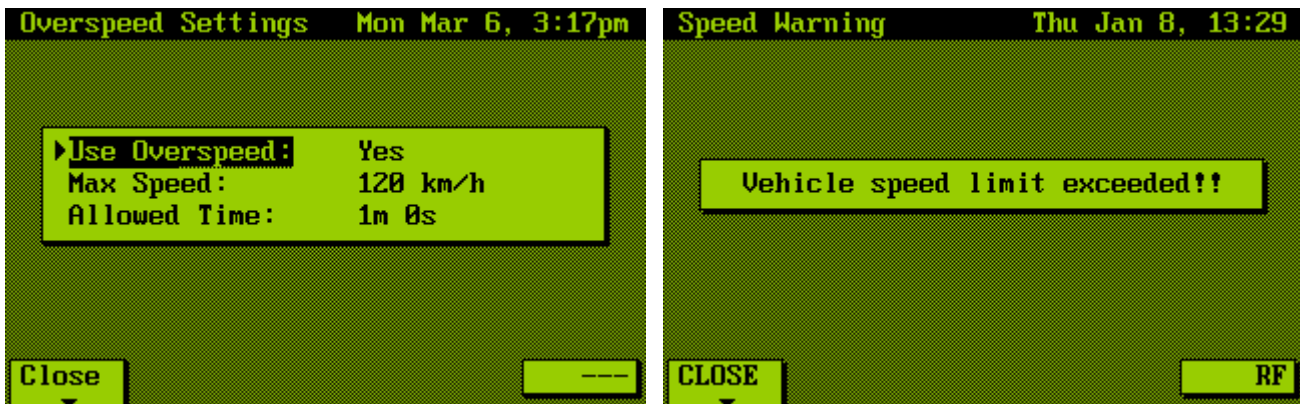 Overspeed Settings Mon Mar 6, 3:17pm
Use Overspeed: Yes
Max Speed: 120 km/h
Allowed Time: 1m 0s
Close ---
Speed Warning Thu Jan 8, 13:29
Vehicle speed limit exceeded!!
CLOSE RF